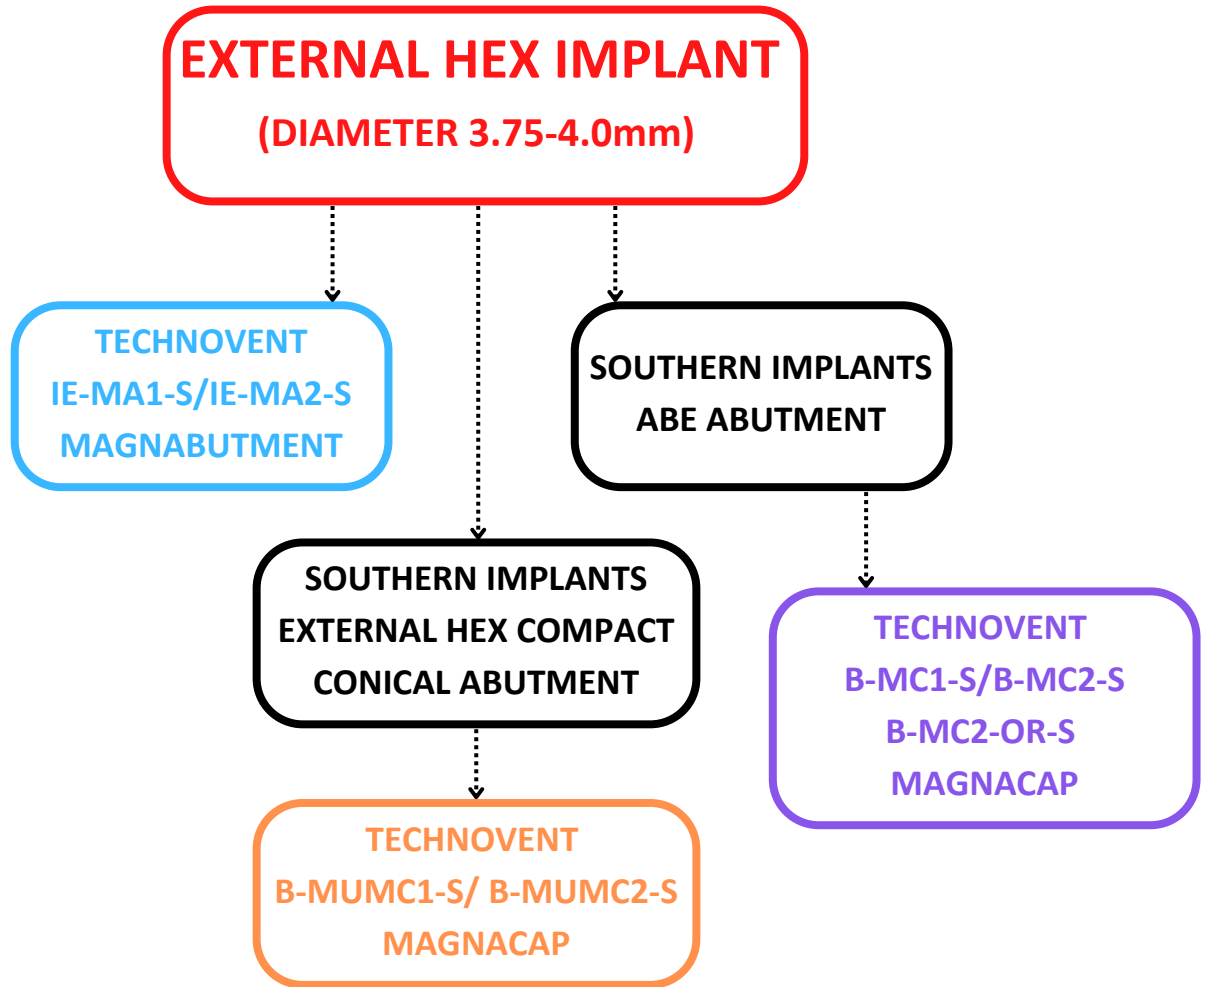 EXTERNAL HEX IMPLANT
(DIAMETER 3.75-4.0mm)
TECHNOVENT
IE-MA1-S/IE-MA2-S
MAGNABUTMENT
SOUTHERN IMPLANTS
ABE ABUTMENT
SOUTHERN IMPLANTS
EXTERNAL HEX COMPACT
CONICAL ABUTMENT
TECHNOVENT
B-MC1-S/B-MC2-S
B-MC2-OR-S
MAGNACAP
TECHNOVENT
B-MUMC1-S/ B-MUMC2-S
MAGNACAP